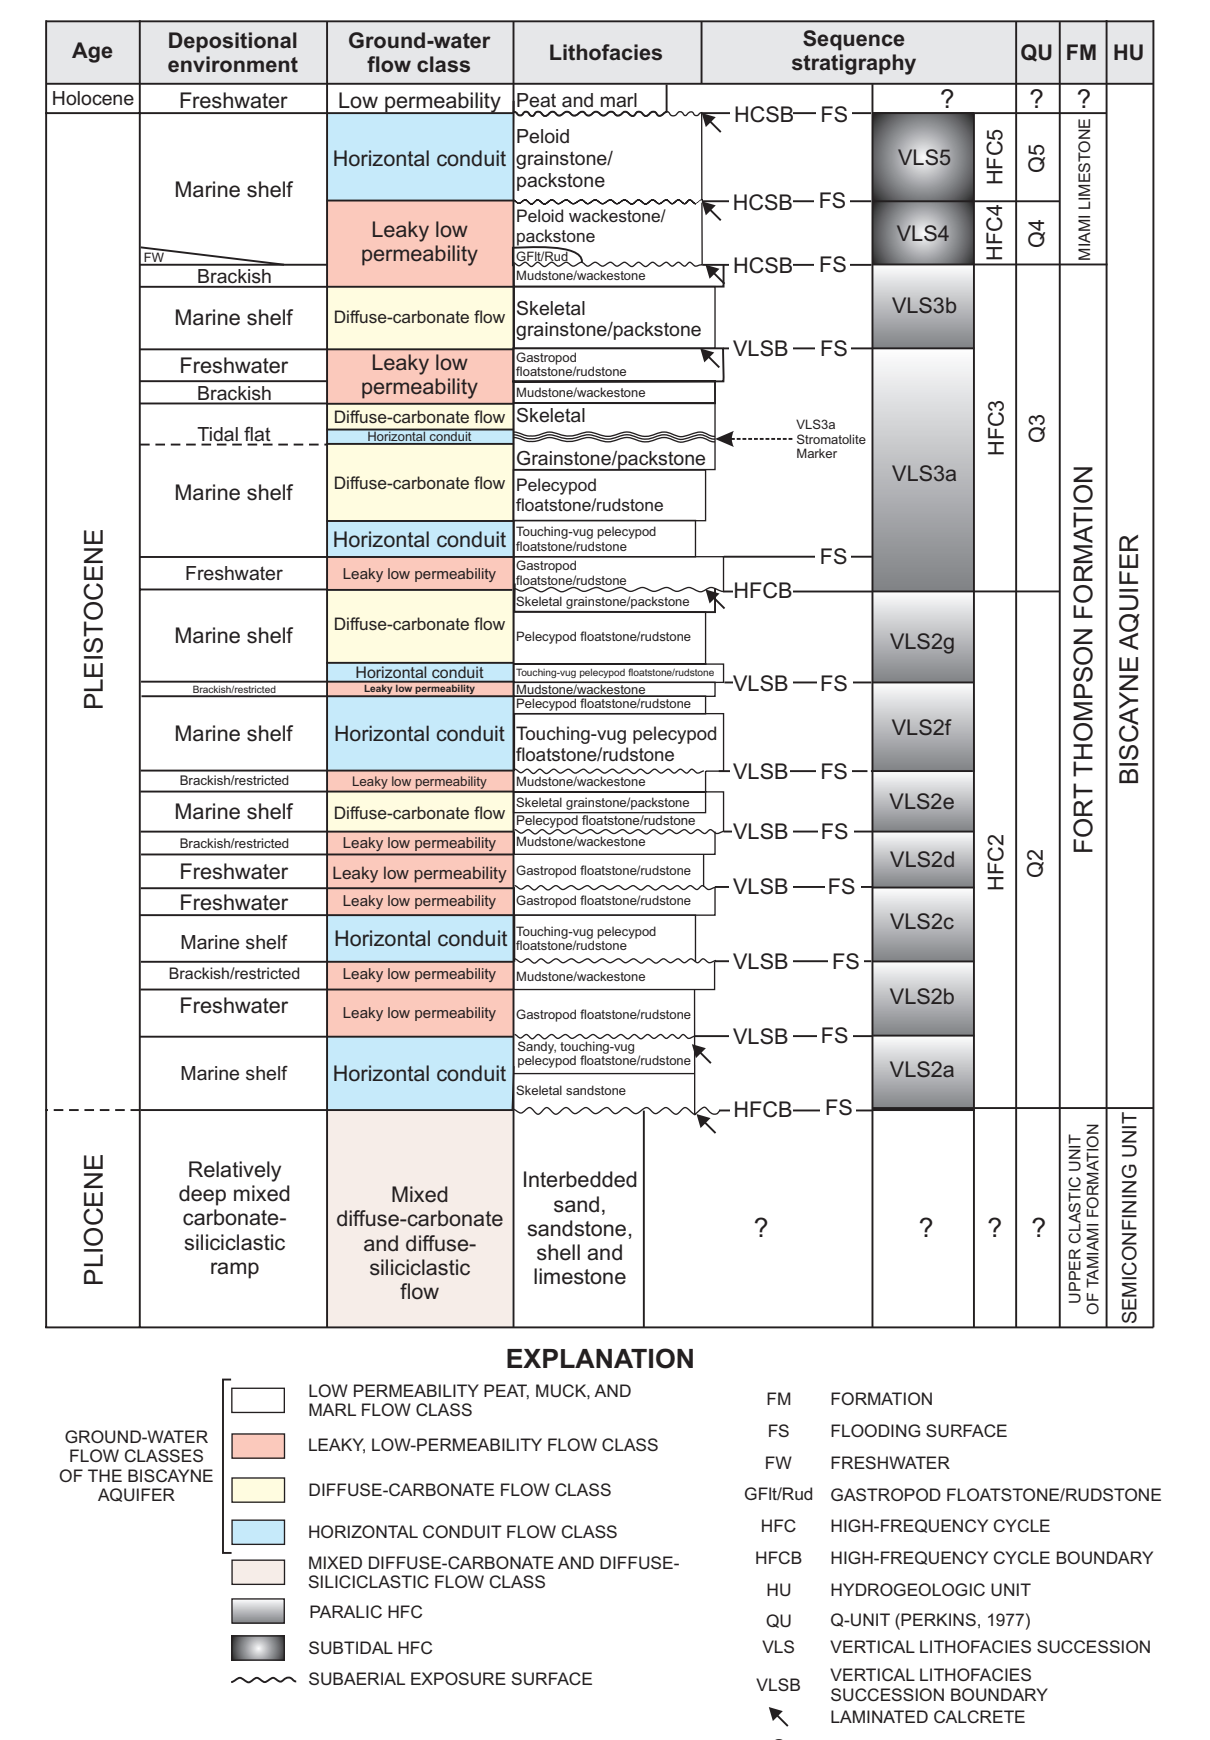 Age
Depositional
environment
Ground-water
flow class
Lithofacies
Sequence
stratigraphy
QU
FM
HU
Holocene
Freshwater
Low permeability
Peat and marl
?
?
?
HCSB
FS
Marine shelf
Horizontal conduit
Peloid
grainstone/
packstone
VLS5
HFC5
Q5
MIAMI LIMESTONE
HCSB
FS
Leaky low
permeability
Peloid wackestone/
packstone
VLS4
HFC4
Q4
FW
GFlt/Rud
HCSB
FS
Brackish
Mudstone/wackestone
Marine shelf
Diffuse-carbonate flow
Skeletal
grainstone/packstone
VLS3b
VLSB
FS
Freshwater
Leaky low
permeability
Gastropod
floatstone/rudstone
Brackish
Mudstone/wackestone
Tidal flat
Diffuse-carbonate flow
Skeletal
Horizontal conduit
VLS3a
Stromatolite
Marker
HFC3
Q3
VLS3a
Marine shelf
Diffuse-carbonate flow
Grainstone/packstone
Pelecypod
floatstone/rudstone
Horizontal conduit
Touching-vug pelecypod
floatstone/rudstone
FS
Freshwater
Leaky low permeability
Gastropod
floatstone/rudstone
HFCB
PLEISTOCENE
FORT THOMPSON FORMATION
BISCAYNE AQUIFER
Marine shelf
Diffuse-carbonate flow
Skeletal grainstone/packstone
Pelecypod floatstone/rudstone
VLS2g
Horizontal conduit
Touching-vug pelecypod floatstone/rudstone
VLSB
FS
Brackish/restricted
Leaky low permeability
Mudstone/wackestone
Marine shelf
Horizontal conduit
Pelecypod floatstone/rudstone
Touching-vug pelecypod
floatstone/rudstone
VLS2f
VLSB
FS
Brackish/restricted
Leaky low permeability
Mudstone/wackestone
Marine shelf
Diffuse-carbonate flow
Skeletal grainstone/packstone
Pelecypod floatstone/rudstone
VLS2e
VLSB
FS
Brackish/restricted
Leaky low permeability
Mudstone/wackestone
VLS2d
HFC2
Q2
Freshwater
Leaky low permeability
Gastropod floatstone/rudstone
VLSB
FS
Freshwater
Leaky low permeability
Gastropod floatstone/rudstone
VLS2c
Marine shelf
Horizontal conduit
Touching-vug pelecypod
floatstone/rudstone
VLSB
FS
Brackish/restricted
Leaky low permeability
Mudstone/wackestone
VLS2b
Freshwater
Leaky low permeability
Gastropod floatstone/rudstone
VLSB
FS
Marine shelf
Horizontal conduit
Sandy, touching-vug
pelecypod floatstone/rudstone
Skeletal sandstone
VLS2a
HFCB
FS
PLIOCENE
Relatively
deep mixed
carbonate-
siliciclastic
ramp
Mixed
diffuse-carbonate
and diffuse-
siliciclastic
flow
Interbedded
sand,
sandstone,
shell and
limestone
?
?
?
?
UPPER CLASTIC UNIT
OF TAMIAMI FORMATION
SEMICONFINING UNIT
EXPLANATION
GROUND-WATER
FLOW CLASSES
OF THE BISCAYNE
AQUIFER
LOW PERMEABILITY PEAT, MUCK, AND
MARL FLOW CLASS
LEAKY, LOW-PERMEABILITY FLOW CLASS
DIFFUSE-CARBONATE FLOW CLASS
HORIZONTAL CONDUIT FLOW CLASS
MIXED DIFFUSE-CARBONATE AND DIFFUSE-
SILICICLASTIC FLOW CLASS
PARALIC HFC
SUBTIDAL HFC
SUBAERIAL EXPOSURE SURFACE
FM FORMATION
FS FLOODING SURFACE
FW FRESHWATER
GFlt/Rud GASTROPOD FLOATSTONE/RUDSTONE
HFC HIGH-FREQUENCY CYCLE
HFCB HIGH-FREQUENCY CYCLE BOUNDARY
HU HYDROGEOLOGIC UNIT
QU Q-UNIT (PERKINS, 1977)
VLS VERTICAL LITHOFACIES SUCCESSION
VLSB VERTICAL LITHOFACIES
SUCCESSION BOUNDARY
LAMINATED CALCRETE